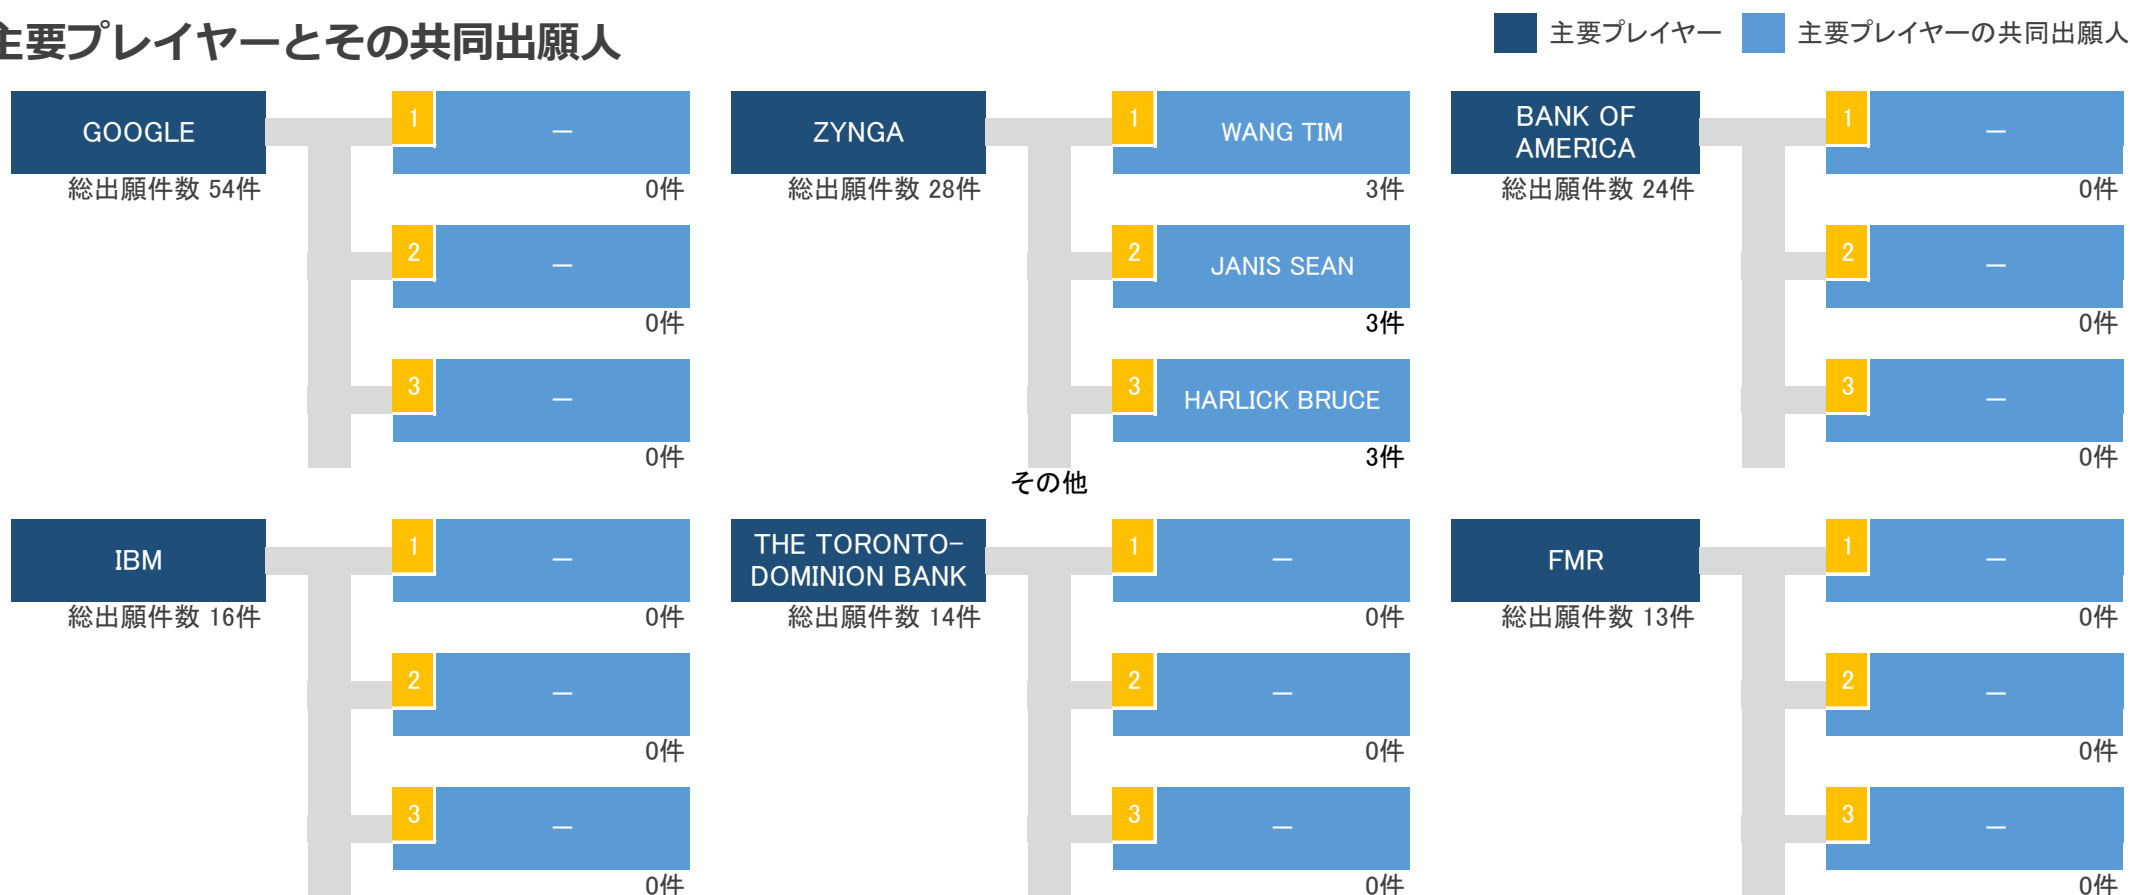 主要プレイヤーとその共同出願人
主要プレイヤー
主要プレイヤーの共同出願人
GOOGLE
総出願件数 54件
1
－
0件
2
－
0件
3
－
0件
ZYNGA
総出願件数 28件
1
WANG TIM
3件
2
JANIS SEAN
3件
3
HARLICK BRUCE
3件
その他
BANK OF
AMERICA
総出願件数 24件
1
－
0件
2
－
0件
3
－
0件
IBM
総出願件数 16件
1
－
0件
2
－
0件
3
－
0件
THE TORONTO−
DOMINION BANK
総出願件数 14件
1
－
0件
2
－
0件
3
－
0件
FMR
総出願件数 13件
1
－
0件
2
－
0件
3
－
0件